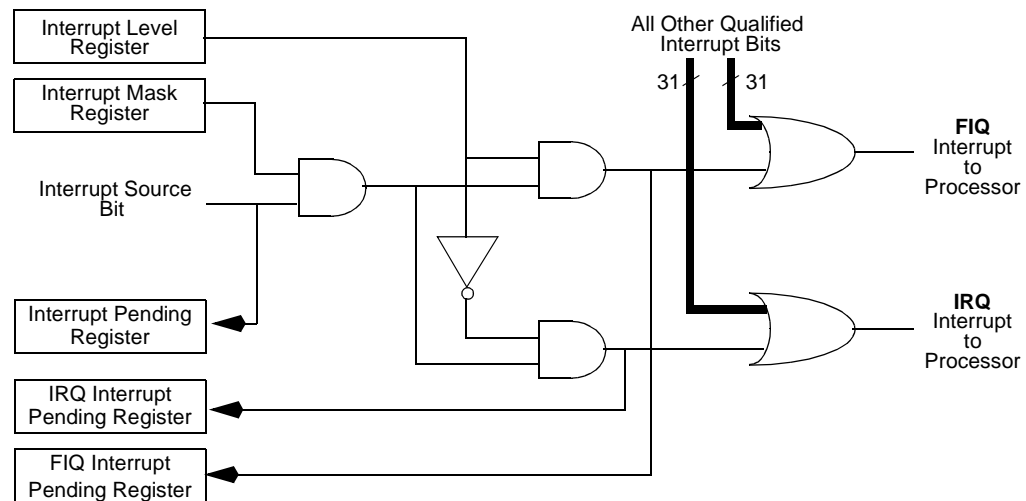 Interrupt Level
Register
Interrupt Mask
Register
Interrupt Source
Bit
Interrupt Pending
Register
IRQ Interrupt
Pending Register
FIQ Interrupt
Pending Register
All Other Qualified
Interrupt Bits
31
31
FIQ
Interrupt
to
Processor
IRQ
Interrupt
to
Processor